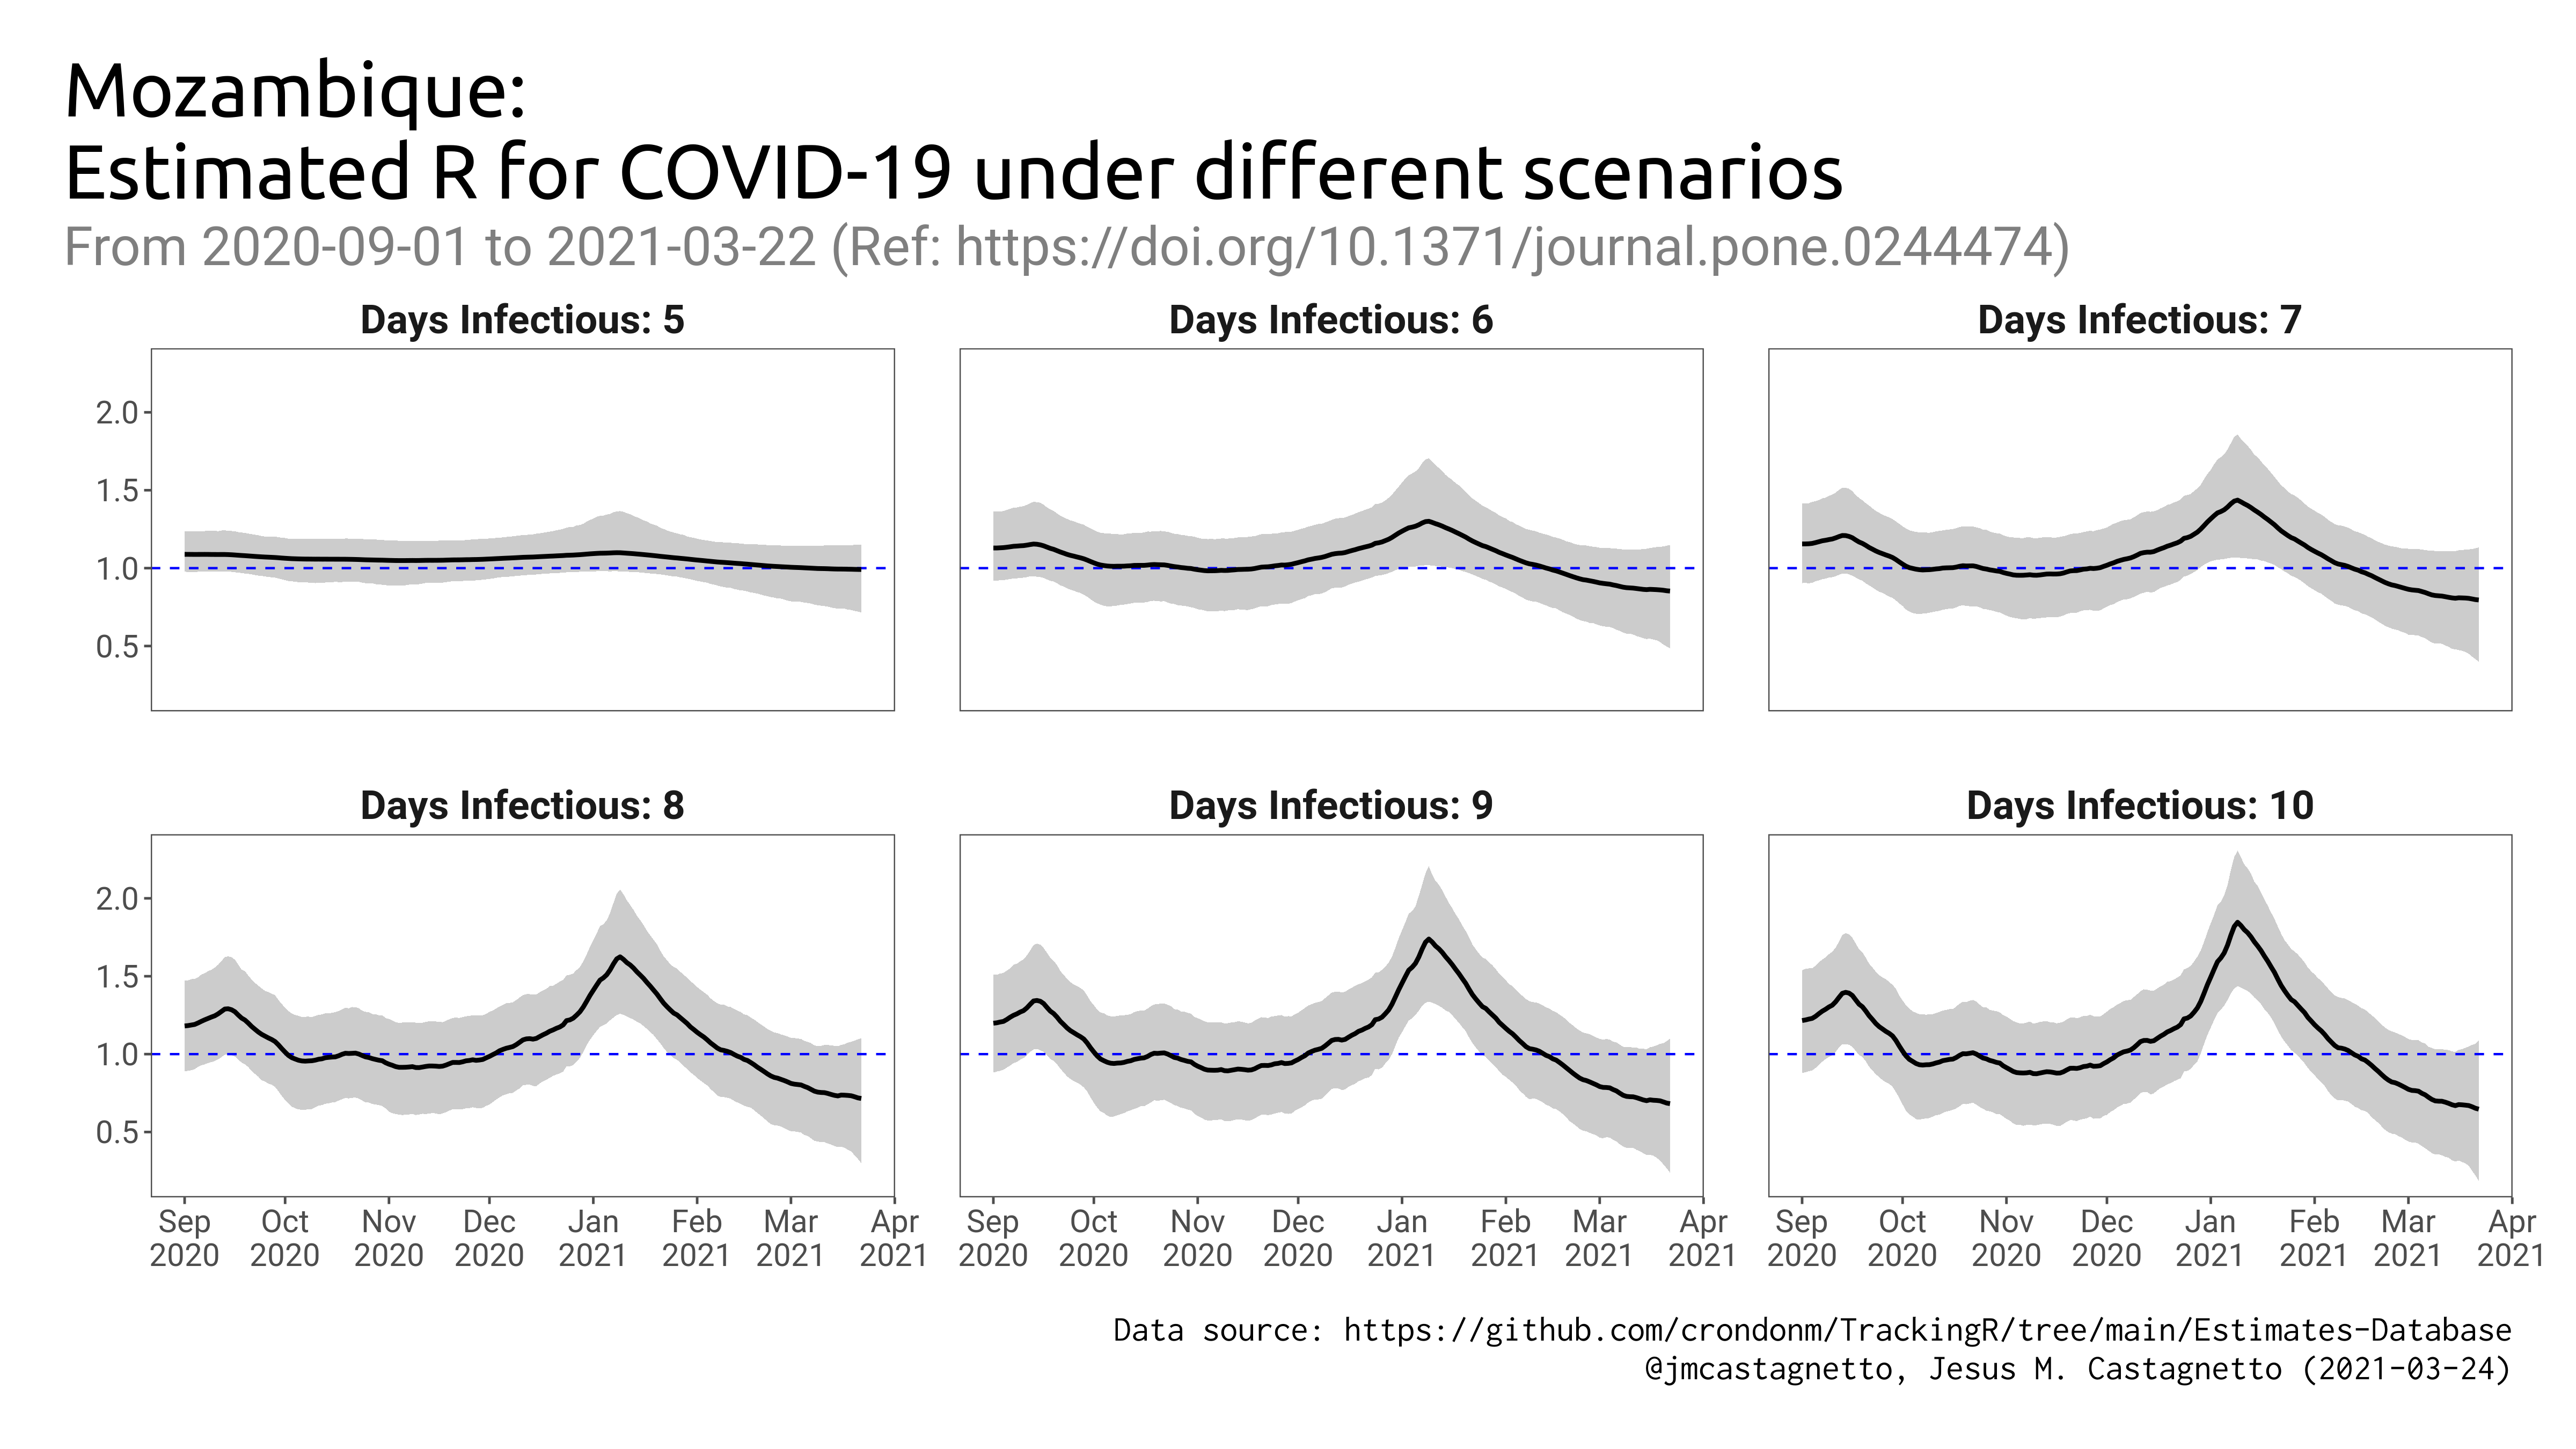 Mozambique:
Estimated R for COVID-19 under different scenarios
From 2020-09-01 to 2021-03-22 (Ref: https://doi.org/10.1371/journal.pone.0244474)
Days Infectious: 5
Days Infectious: 6
Days Infectious: 7
2.0
1.5
1.0
0.5
Days Infectious: 8
Days Infectious: 9
Days Infectious: 10
2.0
1.5
1.0
0.5
Sep Oct Nov Dec Jan Feb Mar Apr
2020 2020 2020 2020 2021 2021 2021 2021
Sep Oct Nov Dec Jan Feb Mar Apr
2020 2020 2020 2020 2021 2021 2021 2021
Sep Oct Nov Dec Jan Feb Mar Apr
2020 2020 2020 2020 2021 2021 2021 2021
Data source: https://github.com/crondonm/TrackingR/tree/main/Estimates-Database
@jmcastagnetto, Jesus M. Castagnetto (2021-03-24)